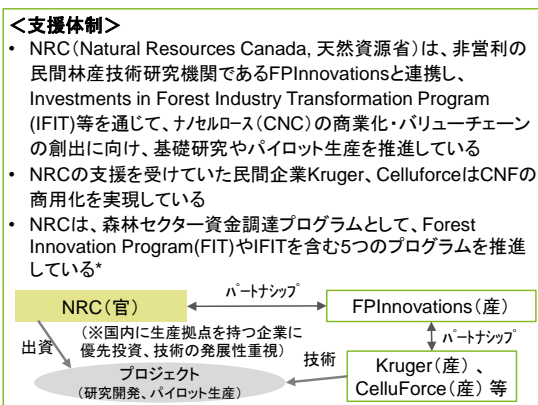 ＜支援体制＞
• NRC（Natural Resources Canada, 天然資源省）は、非営利の
民間林産技術研究機関であるFPInnovationsと連携し、
Investments in Forest Industry Transformation Program
(IFIT)等を通じて、ﾅﾉｾﾙﾛｰｽ（CNC）の商業化・バリューチェーン
の創出に向け、基礎研究やパイロット生産を推進している
• NRCの支援を受けていた民間企業Kruger、CelluforceはCNFの
商用化を実現している
• NRCは、森林セクター資金調達プログラムとして、Forest
Innovation Program(FIT)やIFITを含む5つのプログラムを推進
している*
NRC（官）
ﾊﾟｰﾄﾅｼｯﾌﾟ
FPInnovations（産）
出資
（※国内に生産拠点を持つ企業に
優先投資、技術の発展性重視）
ﾊﾟｰﾄﾅｼｯﾌﾟ
プロジェクト
（研究開発、パイロット生産）
技術
Kruger（産）、
CelluForce（産）等